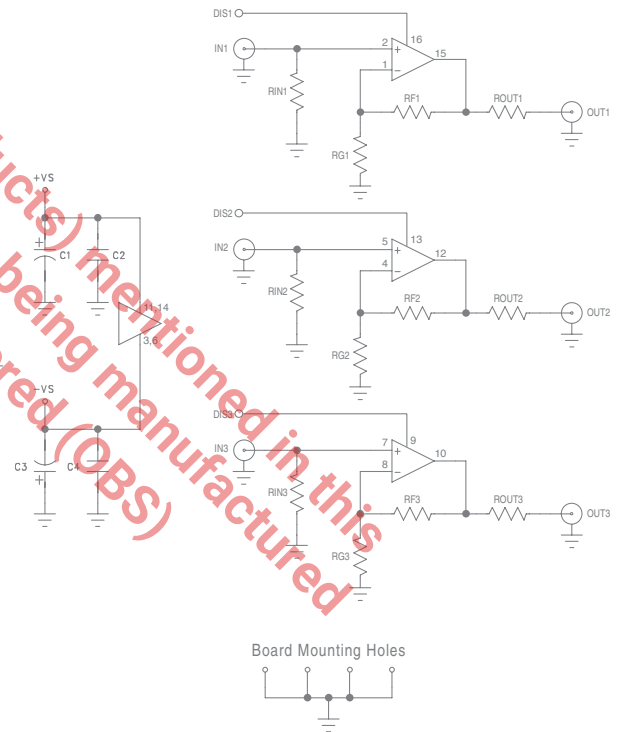 DIS1
16
IN1
2
+
15
1
−
RIN1
RF1
ROUT1
OUT1
RG1
DIS2
13
IN2
5
+
12
4
−
RIN2
RF2
ROUT2
OUT2
RG2
DIS3
9
IN3
7
+
10
8
−
RIN3
RF3
ROUT3
OUT3
RG3
+VS
+
C1
C2
11,14
3,6
-VS
C3
+
C4
Board Mounting Holes
mentioned in this
being manufactured
(OBS)